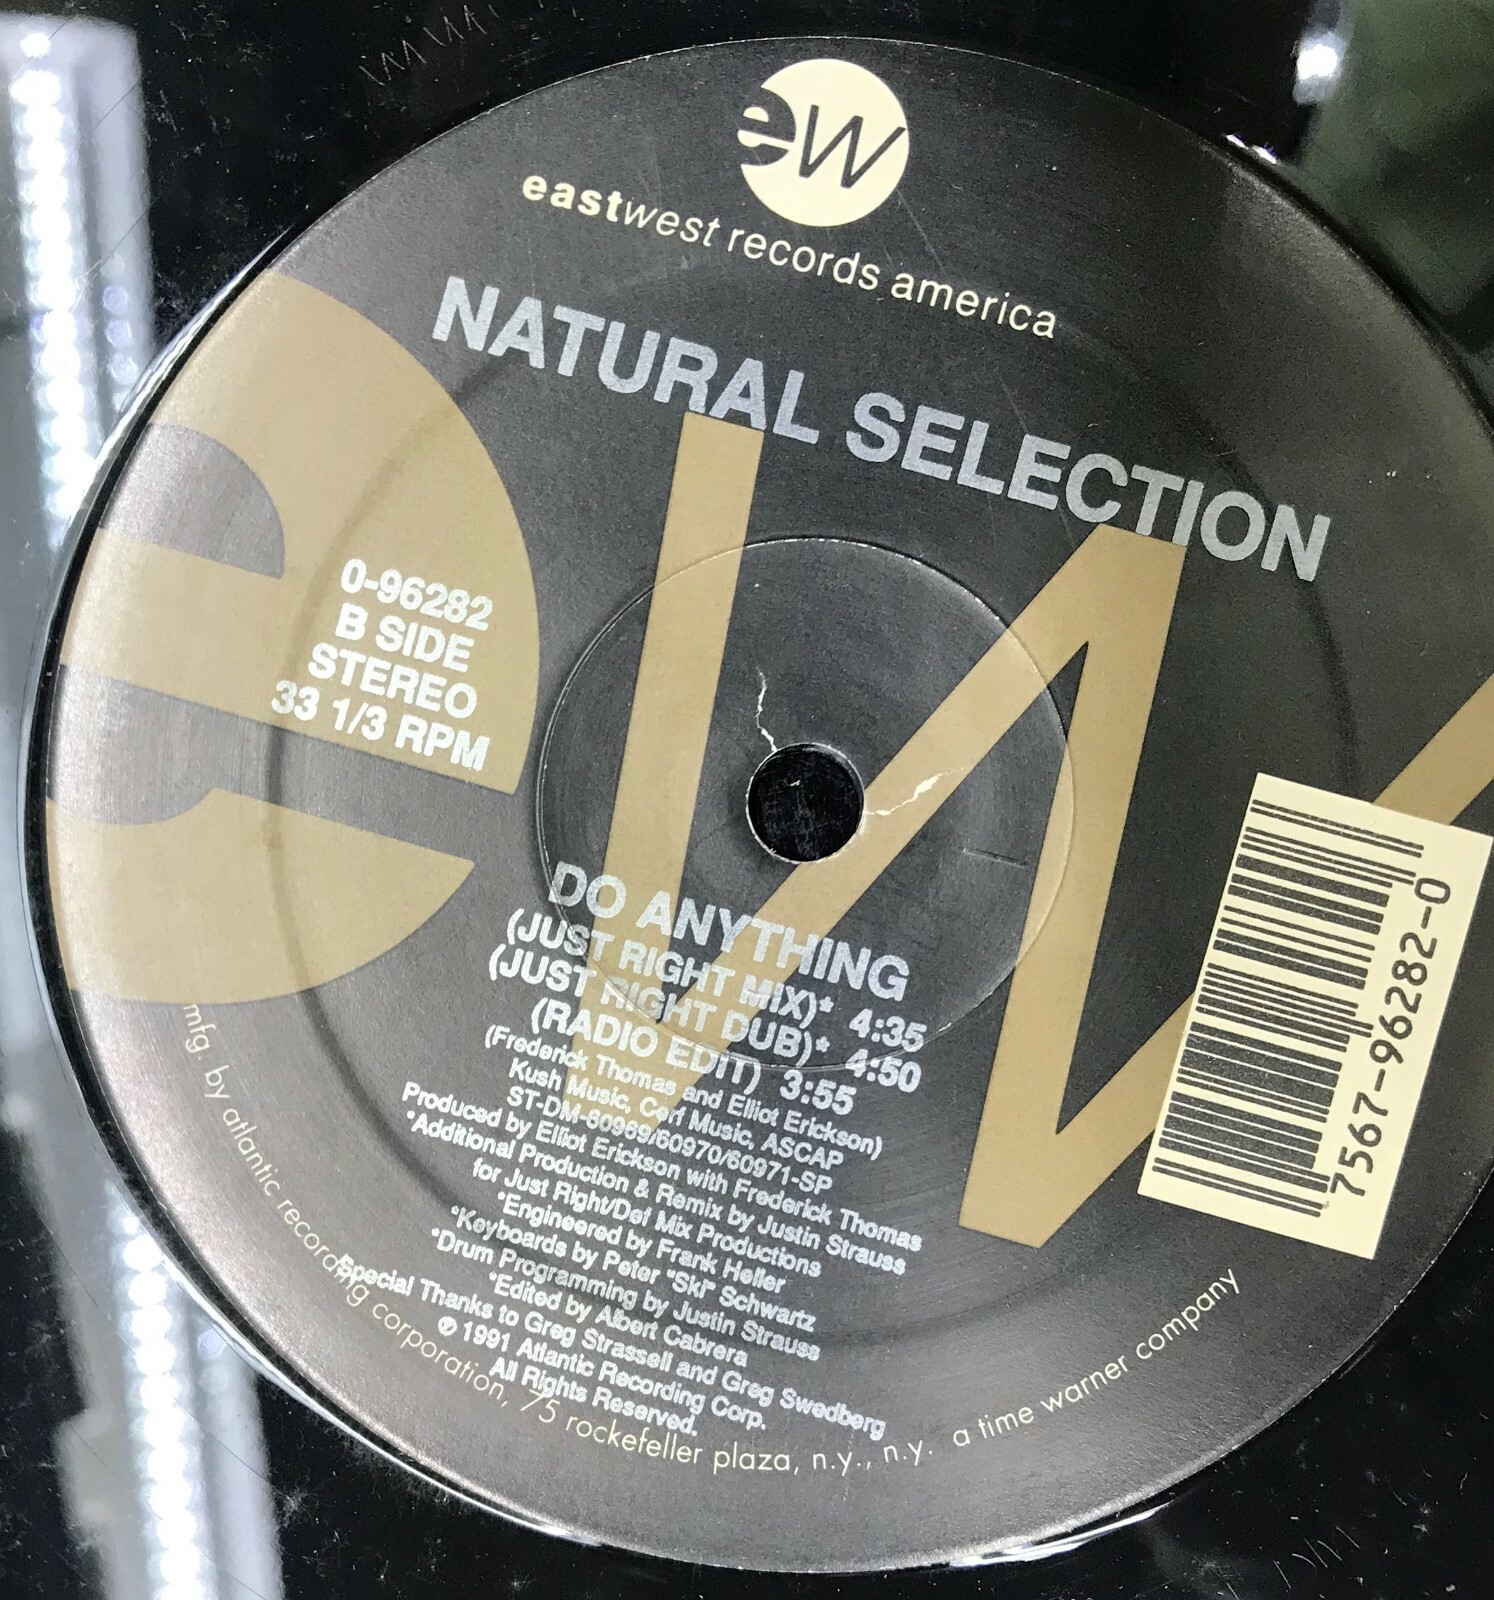 ew
eastwest records america
NATURAL SELECTION
0-96282
B SIDE
STEREO
33 1/3 RPM
DO ANYTHING
(JUST RIGHT MIX)* 4:35
(JUST RIGHT DUB)* 4:50
(RADIO EDIT) 3:55
(Frederick Thomas and Elliot Erickson)
Kush Music, Cerf Music, ASCAP
ST-DM-60969/60970/60971-SP
Produced by Elliot Erickson with Frederick Thomas
*Additional Production & Remix by Justin Strauss
for Just Right/Def Mix Productions
*Engineered by Frank Heller
*Keyboards by Peter "Ski" Schwartz
*Drum Programming by Justin Strauss
*Edited by Albert Cabrera
Special Thanks to Greg Strassell and Greg Swedberg
℗ 1991 Atlantic Recording Corp.
All Rights Reserved.
mfg. by atlantic recording corporation, 75 rockefeller plaza, n.y., n.y. a time warner company
7567-96282-0